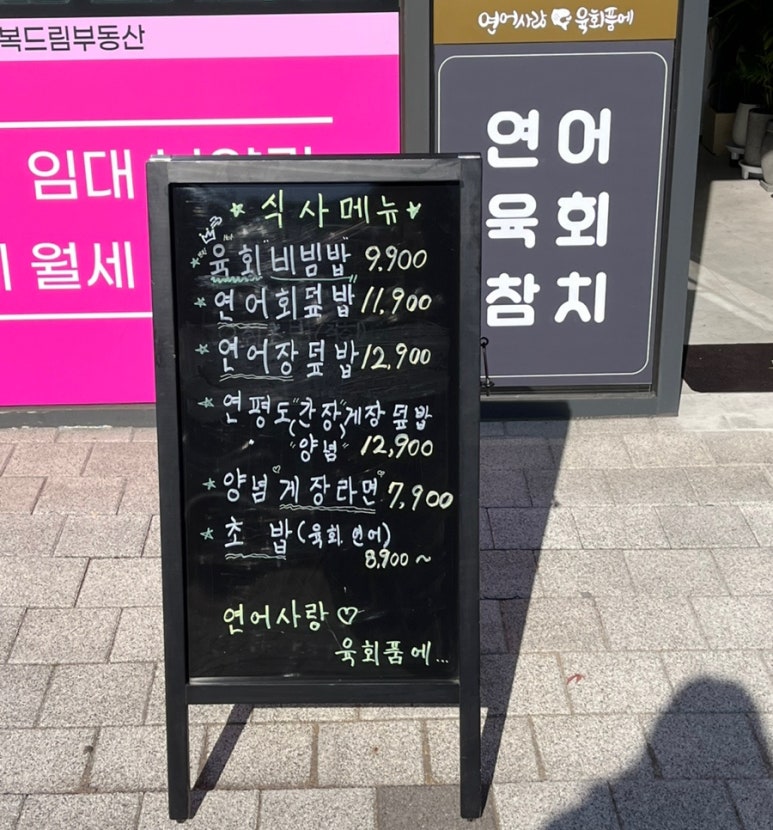 복드림부동산
임대
월세
연어사랑 육회품에
연어
육회
참치
식사메뉴
육회"비빔밥" 9,900
연어회덮밥 11,900
연어장덮밥 12,900
연평도"간장"게장 덮밥
"양념" 12,900
양념"게장라면" 7,900
초 밥(육회, 연어)
8,900 ~
연어사랑♡
육회품에...